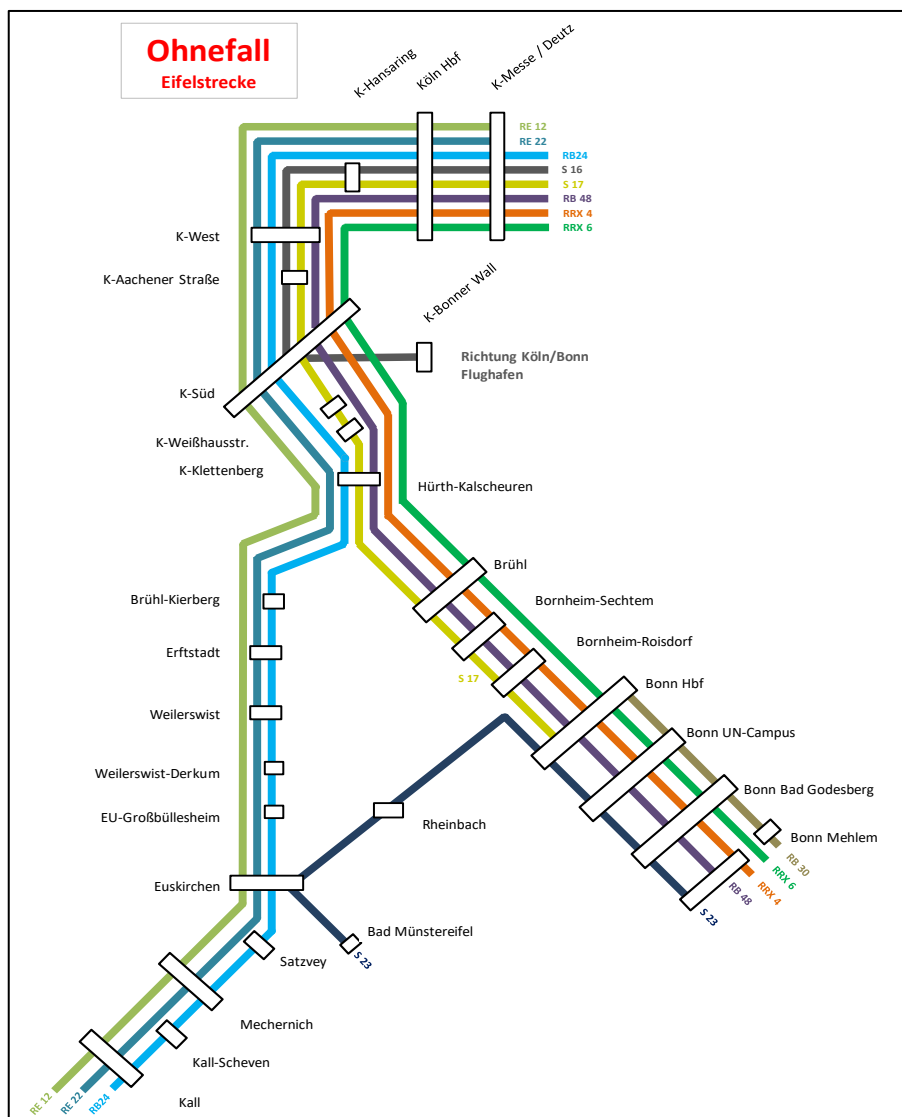 Ohnefall
Eifelstrecke
K-Hansaring
Köln Hbf
K-Messe / Deutz
RE 12
RE 22
RB24
S 16
S 17
RB 48
RRX 4
RRX 6
K-West
K-Aachener Straße
K-Bonner Wall
Richtung Köln/Bonn
Flughafen
K-Süd
K-Weißhausstr.
K-Klettenberg
Hürth-Kalscheuren
Brühl
Brühl-Kierberg
Bornheim-Sechtem
Bornheim-Roisdorf
Erftstadt
S 17
Bonn Hbf
Weilerswist
Bonn UN-Campus
Weilerswist-Derkum
Bonn Bad Godesberg
EU-Großbüllesheim
Rheinbach
Bonn Mehlem
RB 30
RRX 6
RRX 4
RB 48
S 23
Euskirchen
Bad Münstereifel
S 23
Satzvey
Mechernich
Kall-Scheven
Kall
RE 12
RE 22
RB24